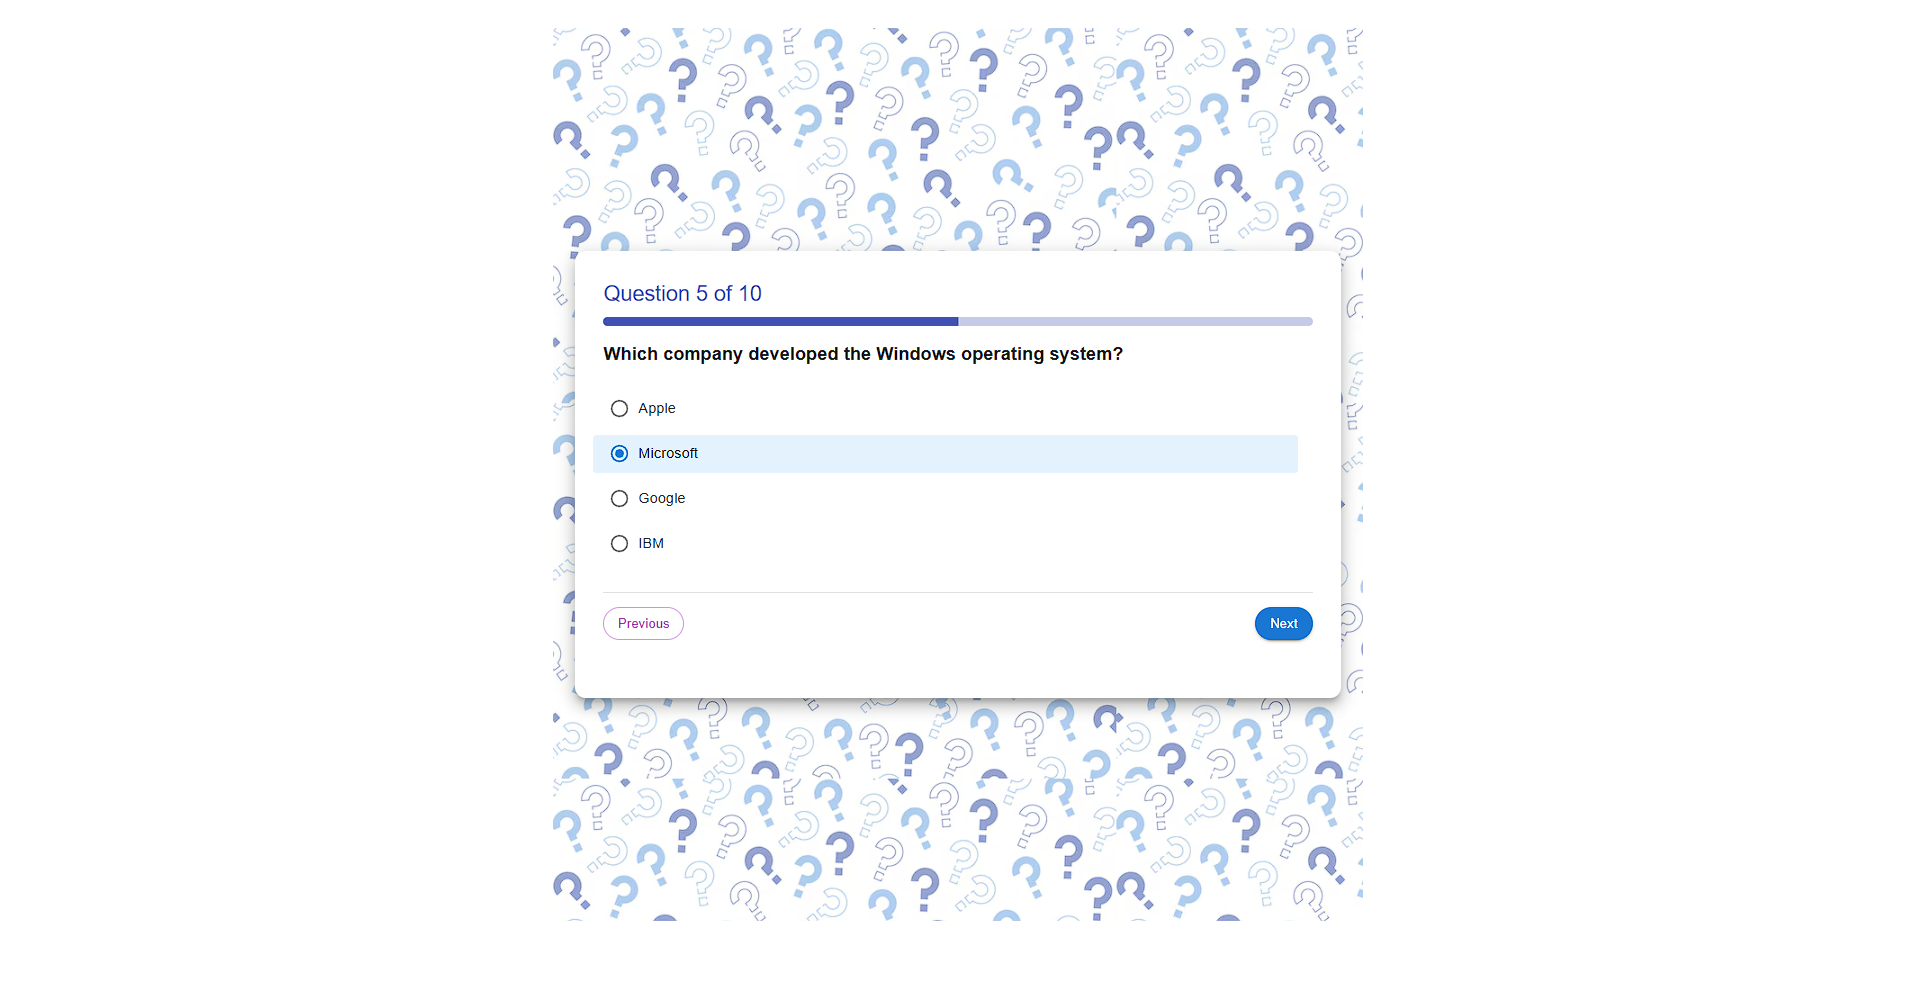 Question 5 of 10
Which company developed the Windows operating system?
Apple
Microsoft
Google
IBM
Previous
Next